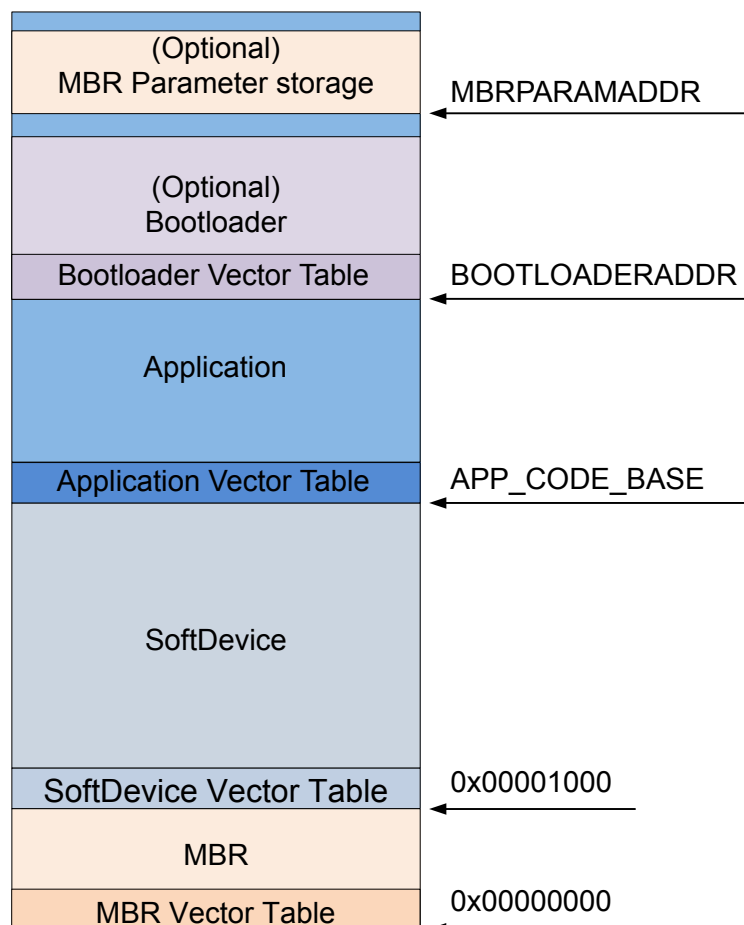 (Optional)
MBR Parameter storage
MBRPARAMADDR
(Optional)
Bootloader
Bootloader Vector Table
BOOTLOADERADDR
Application
Application Vector Table
APP_CODE_BASE
SoftDevice
SoftDevice Vector Table
0x00001000
MBR
MBR Vector Table
0x00000000